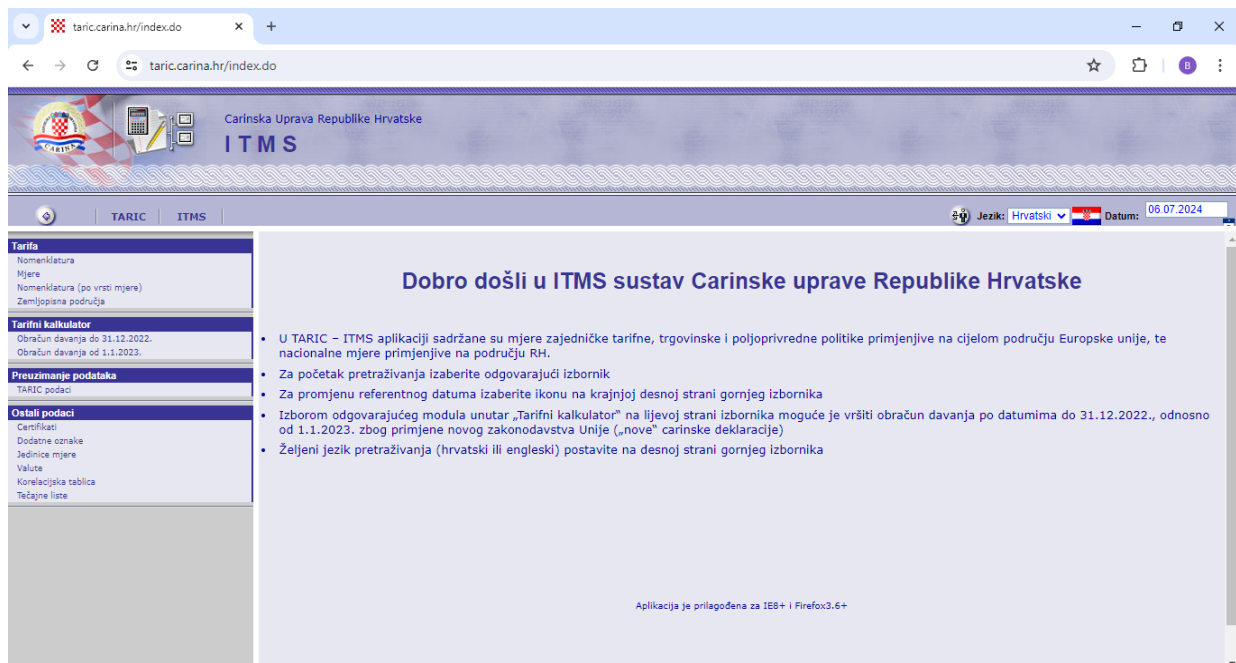 taric.carina.hr/index.do
taric.carina.hr/index.do
B
CARINA
Carinska Uprava Republike Hrvatske
ITMS
TARIC ITMS Jezik: Hrvatski Datum: 06.07.2024
Tarifa
Nomenklatura
Mjere
Nomenklatura (po vrsti mjere)
Zemljopisna područja
Tarifni kalkulator
Obračun davanja do 31.12.2022.
Obračun davanja od 1.1.2023.
Preuzimanje podataka
TARIC podaci
Ostali podaci
Certifikati
Dodatne oznake
Jedinice mjere
Valute
Korelacijska tablica
Tečajne liste
Dobro došli u ITMS sustav Carinske uprave Republike Hrvatske
• U TARIC – ITMS aplikaciji sadržane su mjere zajedničke tarifne, trgovinske i poljoprivredne politike primjenjive na cijelom području Europske unije, te
nacionalne mjere primjenjive na području RH.
• Za početak pretraživanja izaberite odgovarajući izbornik
• Za promjenu referentnog datuma izaberite ikonu na krajnjoj desnoj strani gornjeg izbornika
• Izborom odgovarajućeg modula unutar „Tarifni kalkulator“ na lijevoj strani izbornika moguće je vršiti obračun davanja po datumima do 31.12.2022., odnosno
od 1.1.2023. zbog primjene novog zakonodavstva Unije („nove“ carinske deklaracije)
• Željeni jezik pretraživanja (hrvatski ili engleski) postavite na desnoj strani gornjeg izbornika
Aplikacija je prilagođena za IE8+ i Firefox3.6+